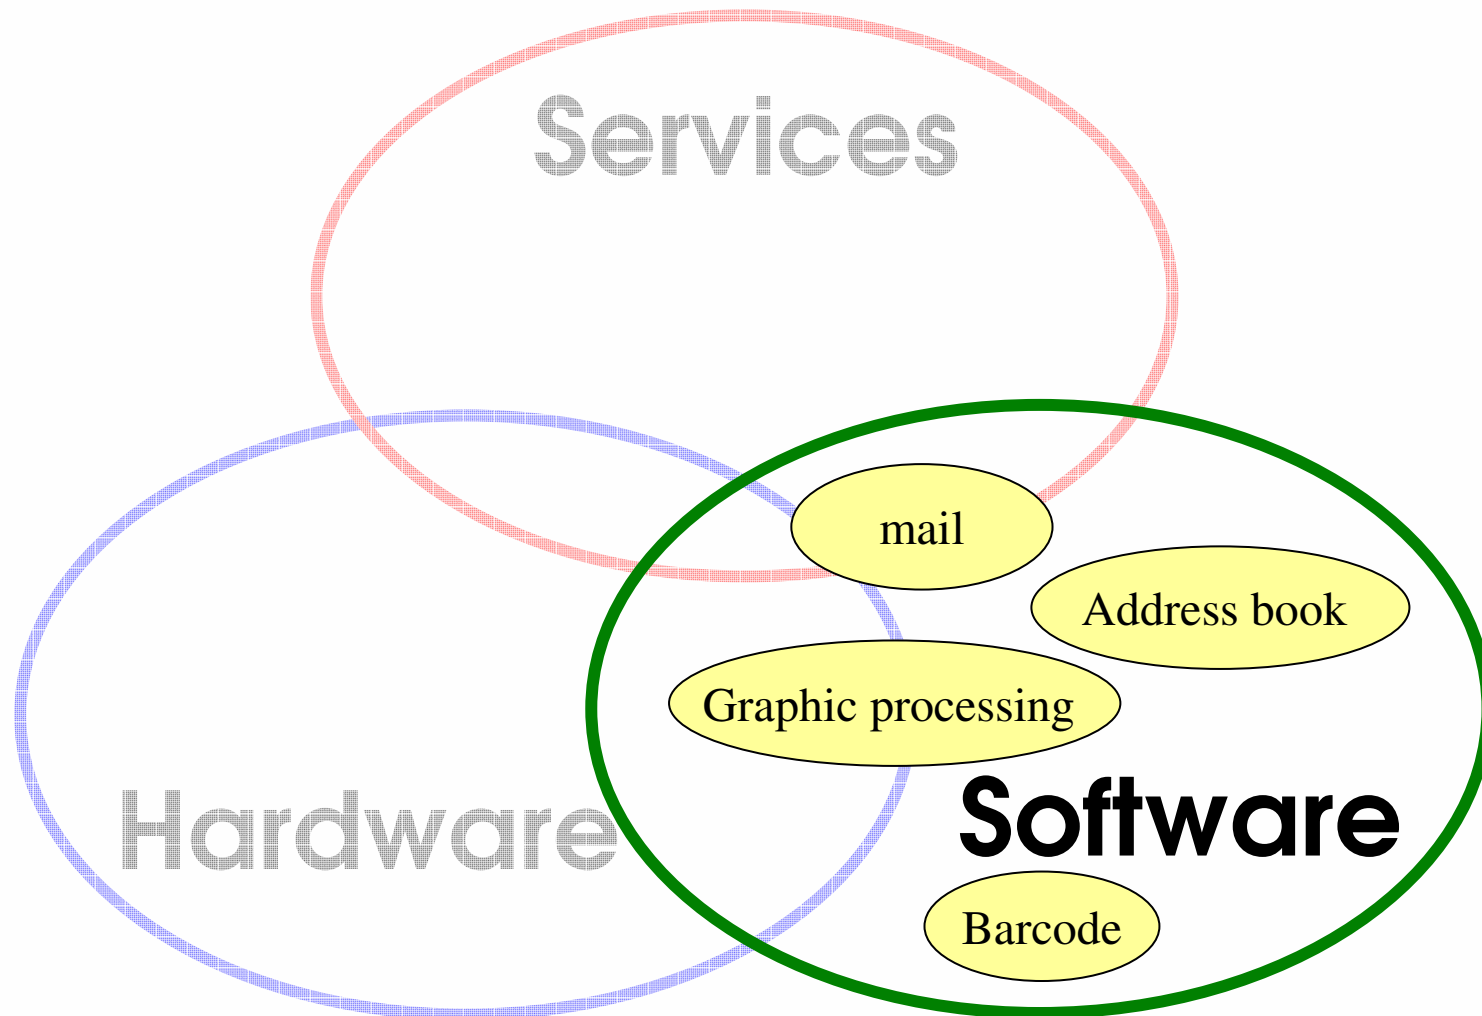 Services
mail
Address book
Graphic processing
Hardware
Software
Barcode